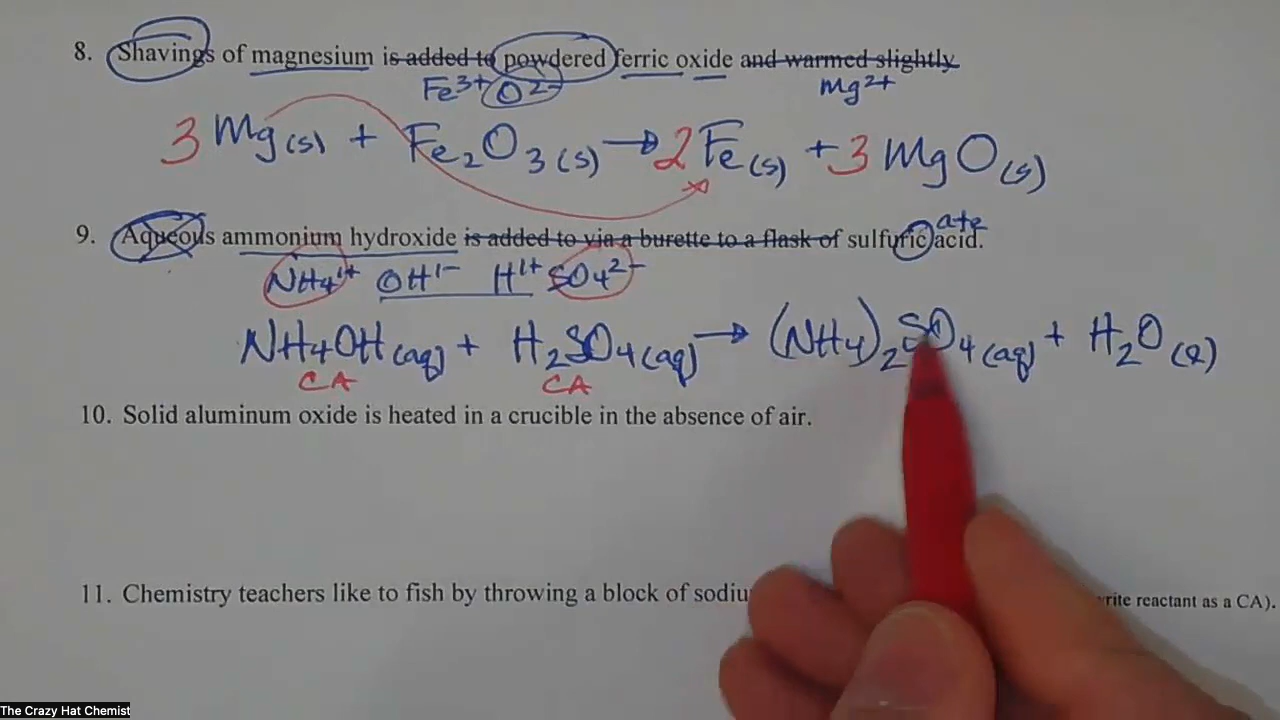 8. Shavings of magnesium is added to powdered ferric oxide and warmed slightly.
Fe3+ O2- Mg2+
3 Mg(s) + Fe2O3(s) → 2 Fe(s) + 3 MgO(s)
ate
9. Aqueous ammonium hydroxide is added to via a burette to a flask of sulfuric acid.
NH4 1+ OH1- H1+ SO4 2-
NH4OH(aq) + H2SO4(aq) → (NH4)2SO4(aq) + H2O(l)
CA CA
10. Solid aluminum oxide is heated in a crucible in the absence of air.
11. Chemistry teachers like to fish by throwing a block of reactant as a CA).
The Crazy Hat Chemist